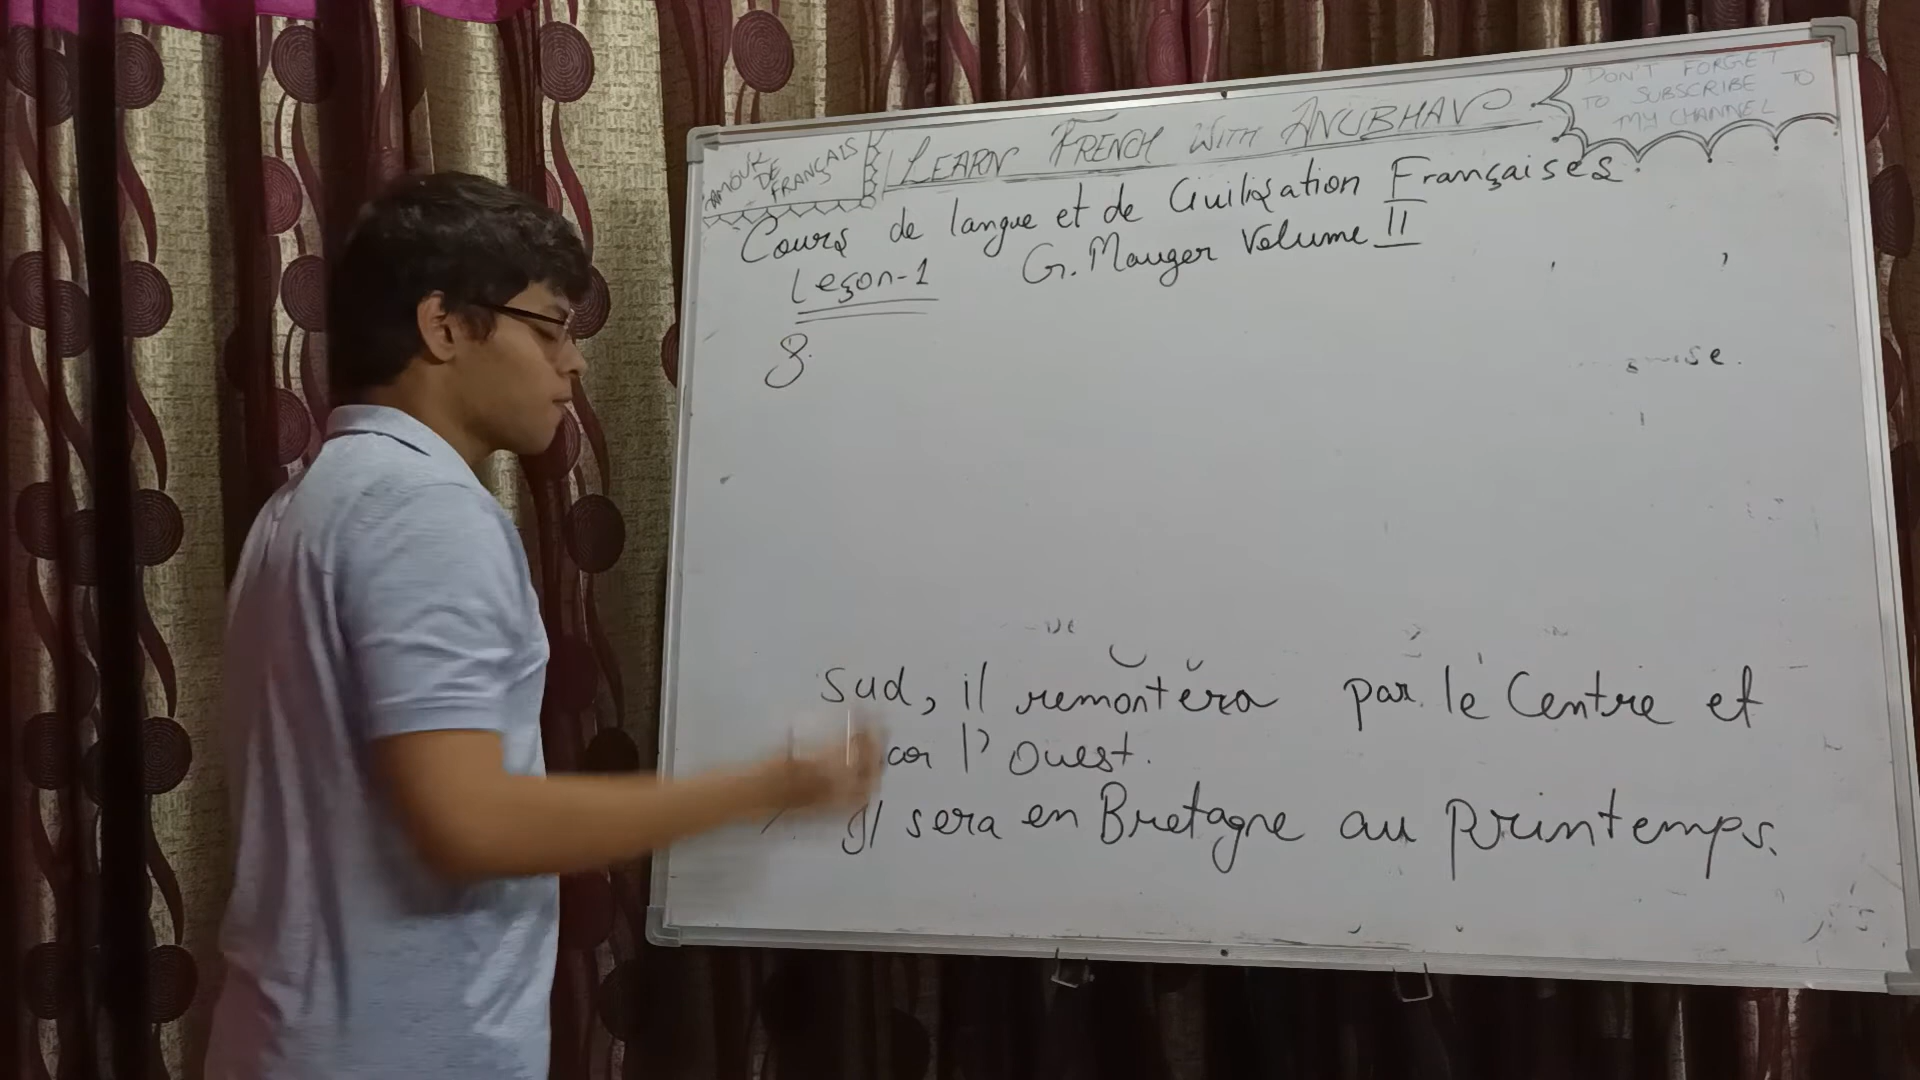 AMOUR
DE
FRANÇAIS
LEARN FRENCH WITH ANUBHAV
DON'T FORGET
TO SUBSCRIBE TO
MY CHANNEL
Cours de langue et de Civilisation Françaises
Leçon-1 G. Mauger Volume II
8
Sud, il remontera par le Centre et
par l'Ouest.
Il sera en Bretagne au printemps.